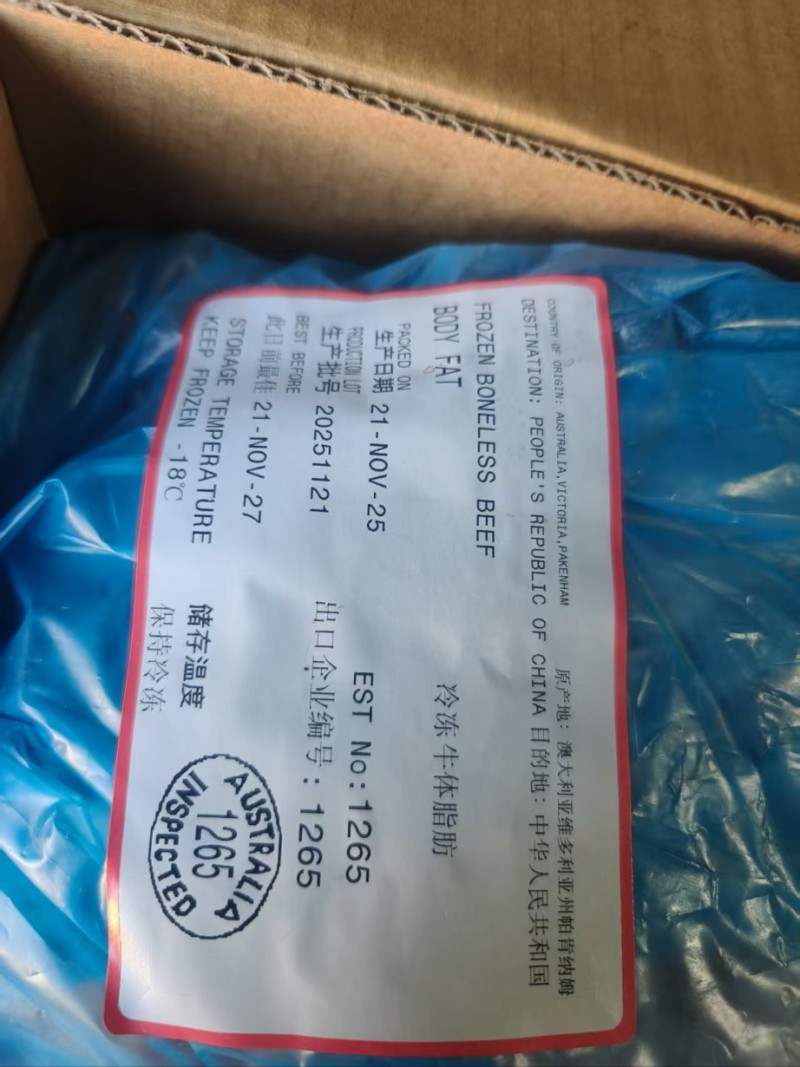 COUNTRY OF ORIGIN: AUSTRALIA,VICTORIA,PAKENHAM 原产地: 澳大利亚维多利亚州帕肯纳姆
DESTINATION: PEOPLE'S REPUBLIC OF CHINA 目的地: 中华人民共和国
FROZEN BONELESS BEEF
BODY FAT 冷冻牛体脂肪
PACKED ON
生产日期 21-NOV-25 EST No:1265
PRODUCTION LOT
生产批号 20251121 出口企业编号:1265
BEST BEFORE
此日前最佳 21-NOV-27
STORAGE TEMPERATURE 储存温度
KEEP FROZEN -18℃ 保持冷冻
AUSTRALIA
1265
INSPECTED